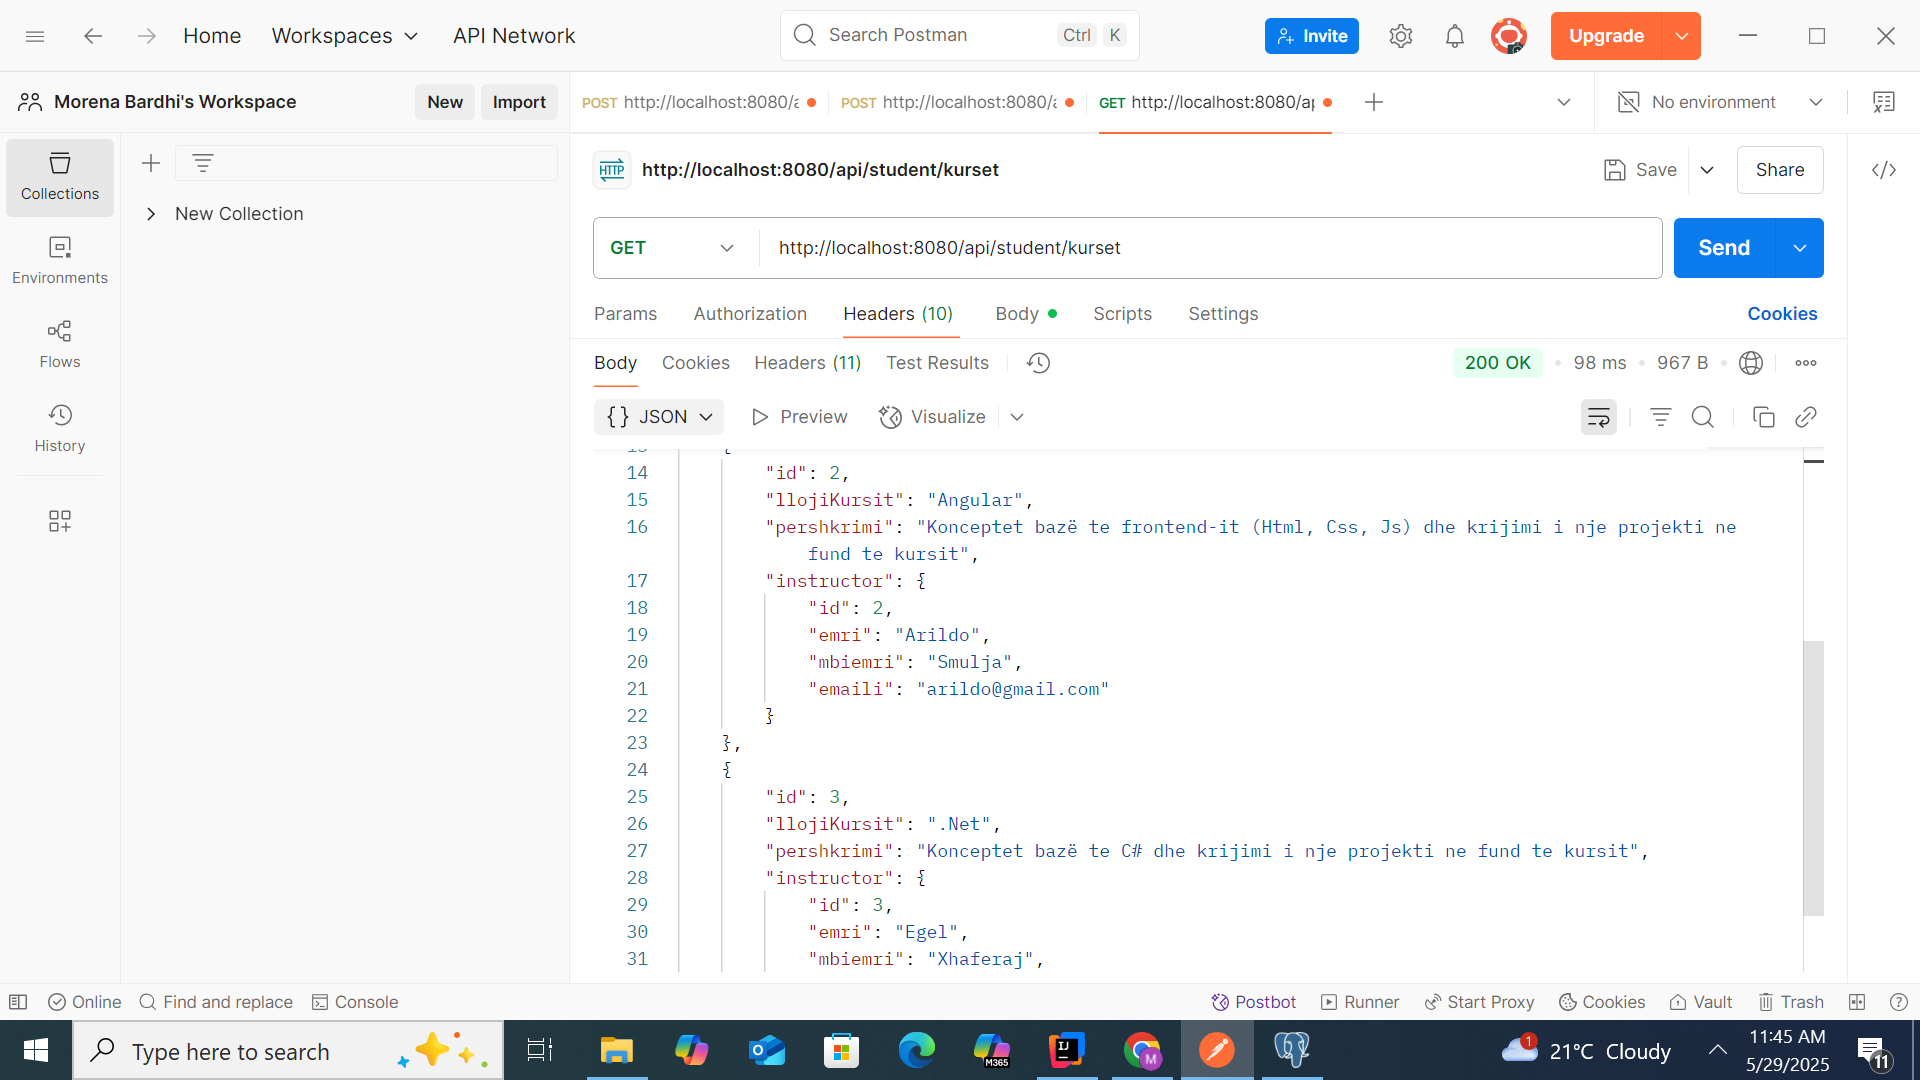 Home
Workspaces
API Network
Search Postman
Ctrl K
Invite
Upgrade
Morena Bardhi's Workspace
New
Import
POST http://localhost:8080/a
POST http://localhost:8080/a
GET http://localhost:8080/ap
No environment
Collections
Environments
Flows
History
New Collection
HTTP http://localhost:8080/api/student/kurset
Save
Share
GET
http://localhost:8080/api/student/kurset
Send
Params
Authorization
Headers (10)
Body
Scripts
Settings
Cookies
Body
Cookies
Headers (11)
Test Results
200 OK
98 ms
967 B
{} JSON
Preview
Visualize
14 "id": 2,
15 "llojiKursit": "Angular",
16 "pershkrimi": "Konceptet bazë te frontend-it (Html, Css, Js) dhe krijimi i nje projekti ne
fund te kursit",
17 "instructor": {
18 "id": 2,
19 "emri": "Arildo",
20 "mbiemri": "Smulja",
21 "emaili": "arildo@gmail.com"
22 }
23 },
24 {
25 "id": 3,
26 "llojiKursit": ".Net",
27 "pershkrimi": "Konceptet bazë te C# dhe krijimi i nje projekti ne fund te kursit",
28 "instructor": {
29 "id": 3,
30 "emri": "Egel",
31 "mbiemri": "Xhaferaj",
Online
Find and replace
Console
Postbot
Runner
Start Proxy
Cookies
Vault
Trash
Type here to search
M365
IJ
M
1
21°C Cloudy
11:45 AM
5/29/2025
11